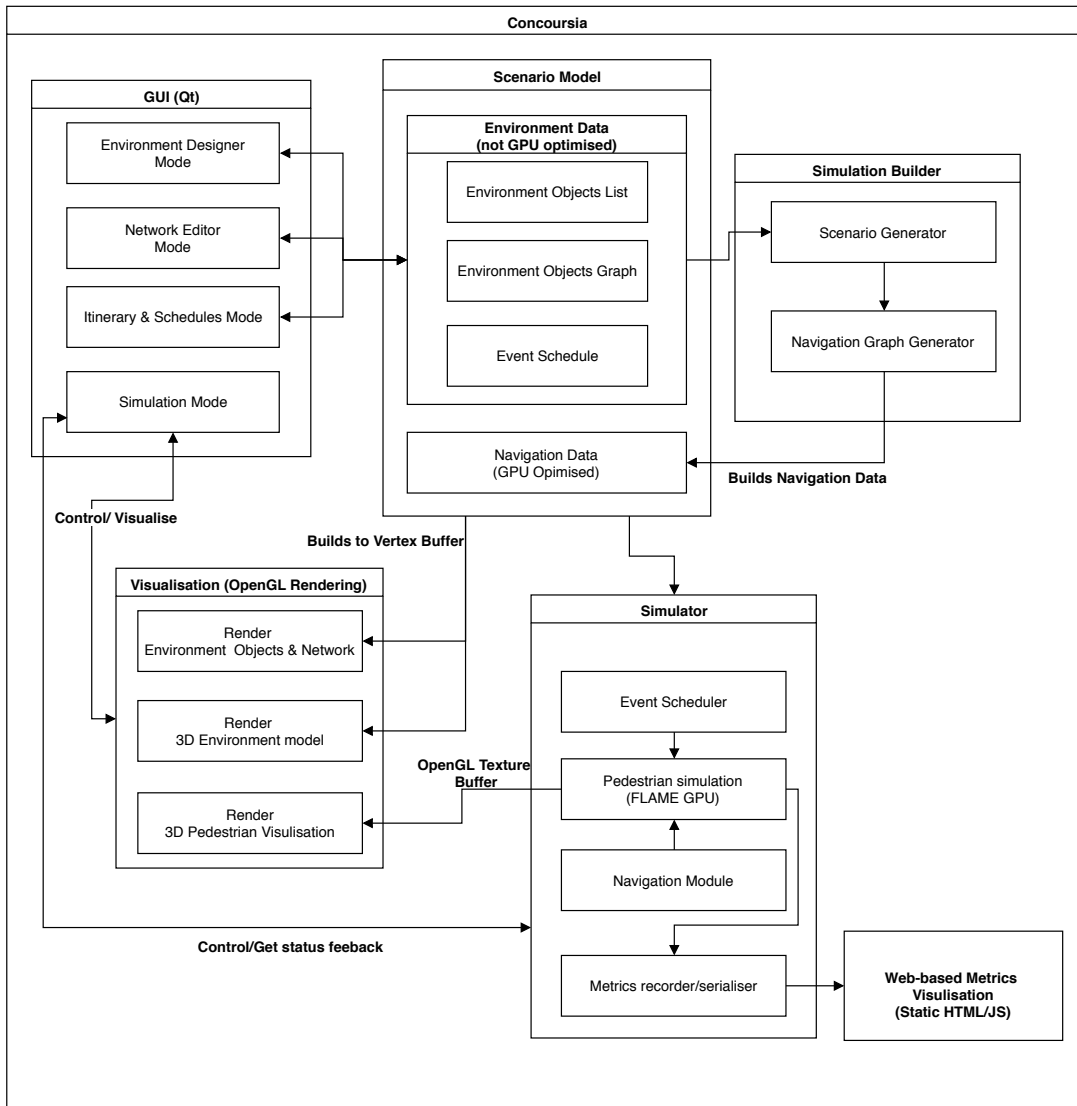 Concoursia
GUI (Qt)
Environment Designer
Mode
Network Editor
Mode
Itinerary & Schedules Mode
Simulation Mode
Scenario Model
Environment Data
(not GPU optimised)
Environment Objects List
Environment Objects Graph
Event Schedule
Navigation Data
(GPU Opimised)
Simulation Builder
Scenario Generator
Navigation Graph Generator
Builds Navigation Data
Control/ Visualise
Builds to Vertex Buffer
Visualisation (OpenGL Rendering)
Render
Environment  Objects & Network
Render
3D Environment model
Render
3D Pedestrian Visulisation
OpenGL Texture
Buffer
Simulator
Event Scheduler
Pedestrian simulation
(FLAME GPU)
Navigation Module
Metrics recorder/serialiser
Control/Get status feeback
Web-based Metrics
Visulisation
(Static HTML/JS)